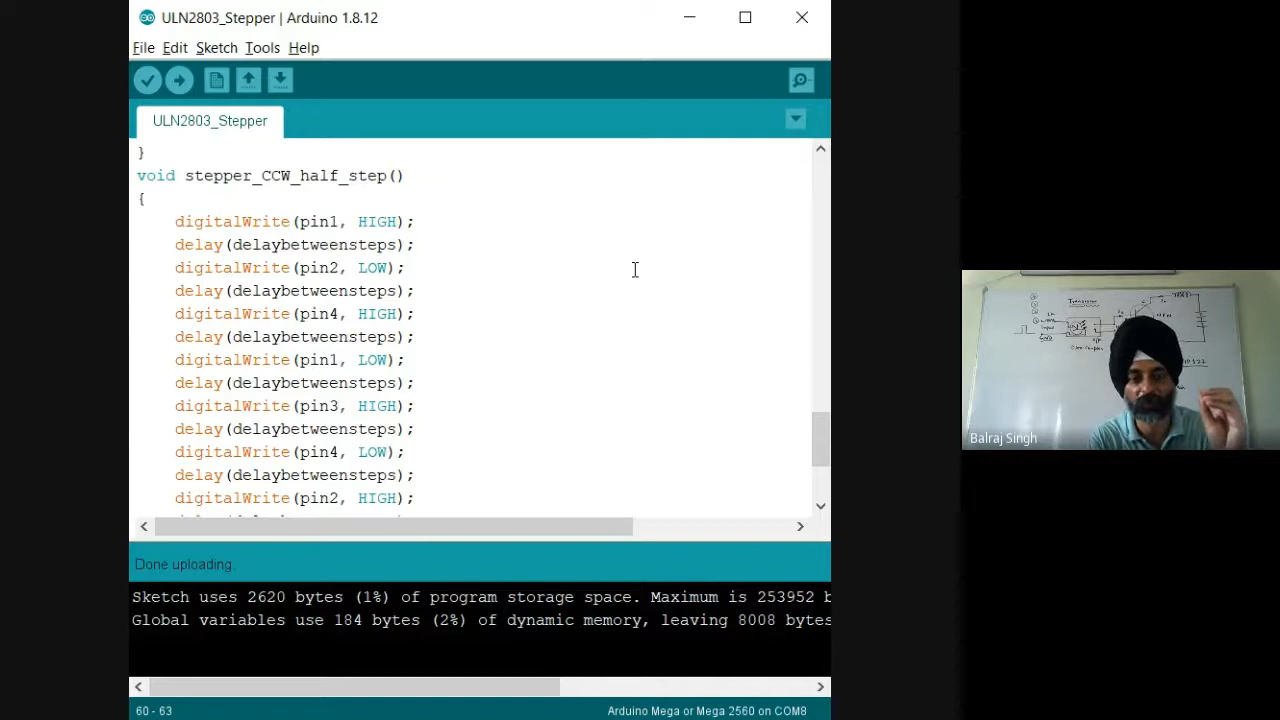 ULN2803_Stepper | Arduino 1.8.12
File Edit Sketch Tools Help
ULN2803_Stepper
}
void stepper_CCW_half_step()
{
digitalWrite(pin1, HIGH);
delay(delaybetweensteps);
digitalWrite(pin2, LOW);
delay(delaybetweensteps);
digitalWrite(pin4, HIGH);
delay(delaybetweensteps);
digitalWrite(pin1, LOW);
delay(delaybetweensteps);
digitalWrite(pin3, HIGH);
delay(delaybetweensteps);
digitalWrite(pin4, LOW);
delay(delaybetweensteps);
digitalWrite(pin2, HIGH);
Done uploading.
Sketch uses 2620 bytes (1%) of program storage space. Maximum is 253952 b
Global variables use 184 bytes (2%) of dynamic memory, leaving 8008 bytes
60 - 63
Arduino Mega or Mega 2560 on COM8
Transistor
Balraj Singh